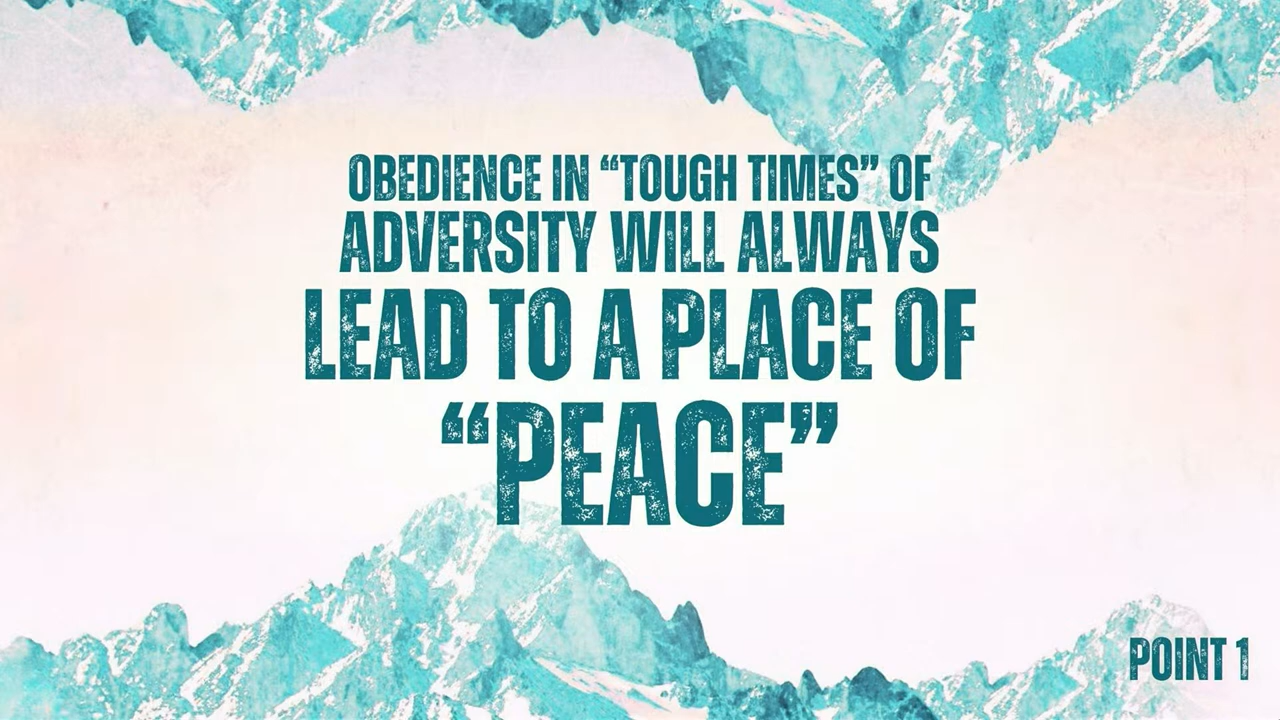 OBEDIENCE IN “TOUGH TIMES” OF
ADVERSITY WILL ALWAYS
LEAD TO A PLACE OF
“PEACE”
POINT 1